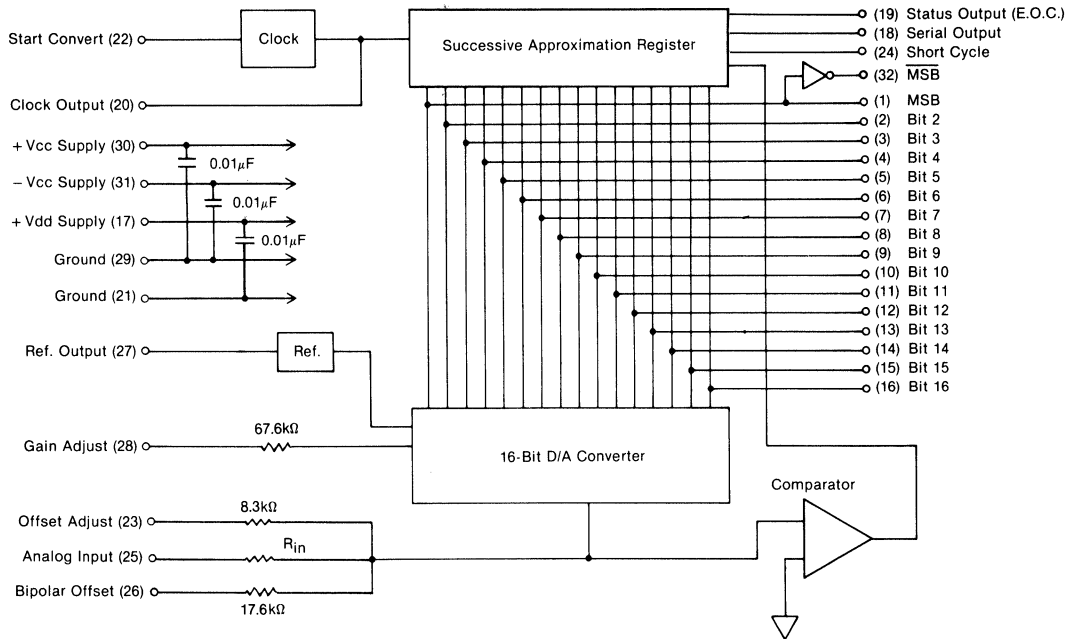 Start Convert (22)
Clock
Successive Approximation Register
(19) Status Output (E.O.C.)
(18) Serial Output
(24) Short Cycle
(32) MSB
Clock Output (20)
(1) MSB
(2) Bit 2
(3) Bit 3
(4) Bit 4
(5) Bit 5
(6) Bit 6
(7) Bit 7
(8) Bit 8
(9) Bit 9
(10) Bit 10
(11) Bit 11
(12) Bit 12
(13) Bit 13
(14) Bit 14
(15) Bit 15
(16) Bit 16
+ Vcc Supply (30)
0.01μF
− Vcc Supply (31)
0.01μF
+ Vdd Supply (17)
0.01μF
Ground (29)
Ground (21)
Ref. Output (27)
Ref.
Gain Adjust (28)
67.6kΩ
16-Bit D/A Converter
Comparator
Offset Adjust (23)
8.3kΩ
Analog Input (25)
Rin
Bipolar Offset (26)
17.6kΩ